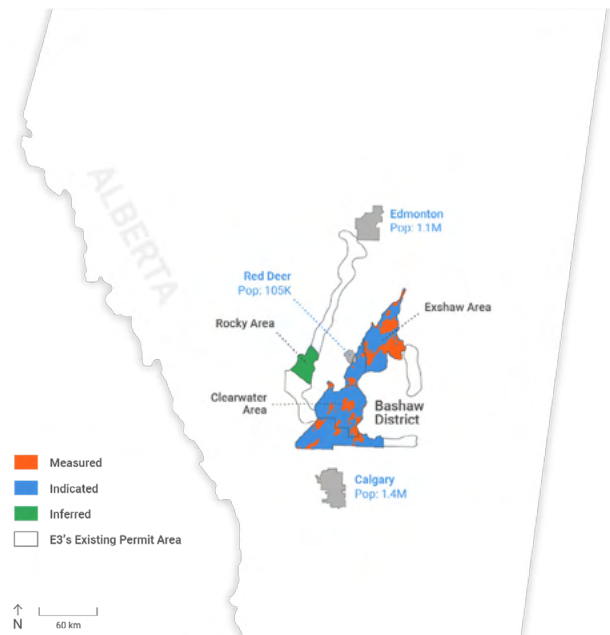 ALBERTA
Edmonton
Pop: 1.1M
Red Deer
Pop: 105K
Exshaw Area
Rocky Area
Clearwater
Area
Bashaw
District
Measured
Indicated
Inferred
E3's Existing Permit Area
Calgary
Pop: 1.4M
N
60 km